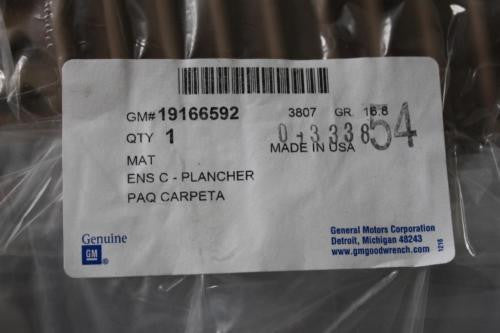 GM# 19166592 3807 GR. 16.8
QTY 1 0-3338 54
MAT MADE IN USA
ENS C - PLANCHER
PAQ CARPETA
Genuine
GM
General Motors Corporation
Detroit, Michigan 48243
www.gmgoodwrench.com
1216